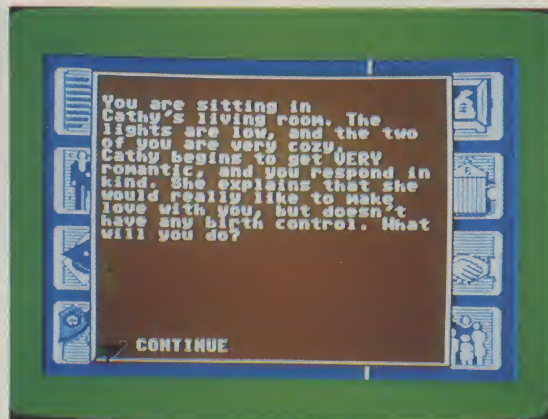 You are sitting in
Cathy's living room. The
lights are low, and the two
of you are very cozy,
Cathy begins to get VERY
romantic, and you respond in
kind. She explains that she
would really like to make
love with you, but doesn't
have any birth control. What
will you do?
CONTINUE